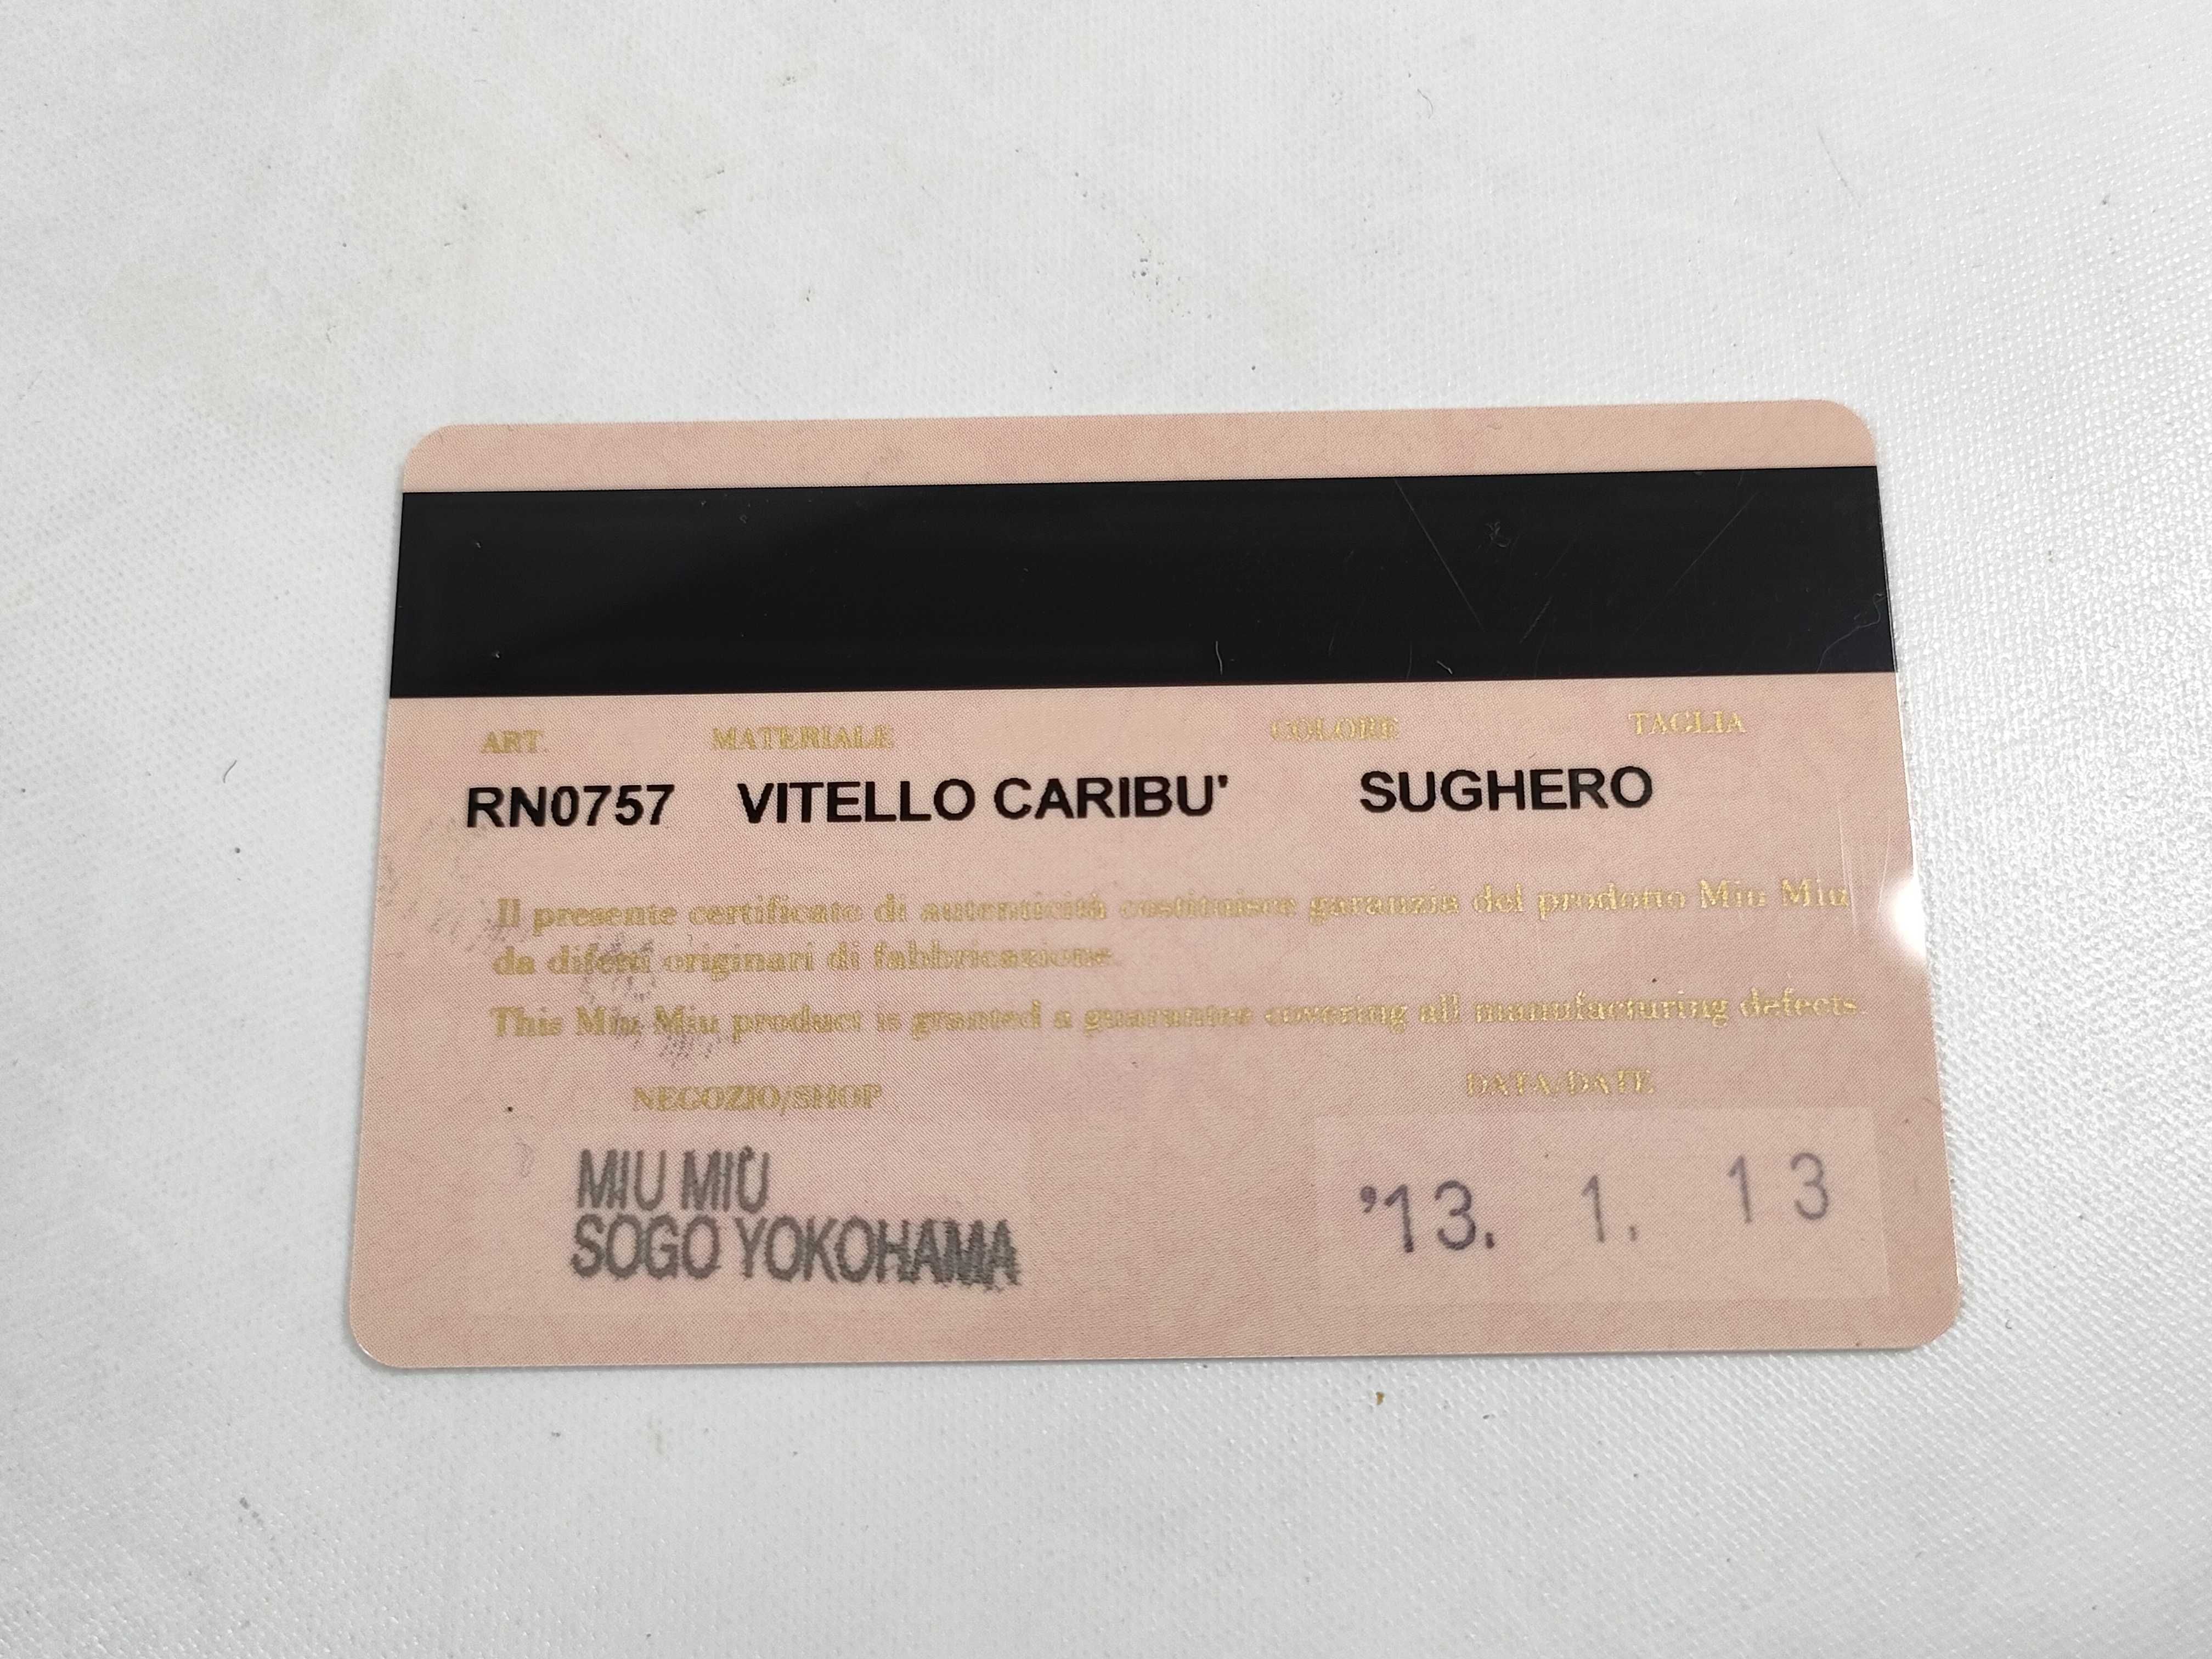 ART. MATERIALE COLORE TAGLIA
RN0757 VITELLO CARIBU' SUGHERO
Il presente certificato di autenticità costituisce garanzia del prodotto Miu Miu
da difetti originari di fabbricazione.
This Miu Miu product is granted a guarantee covering all manufacturing defects.
NEGOZIO/SHOP DATA/DATE
MIU MIU
SOGO YOKOHAMA
'13. 1. 13